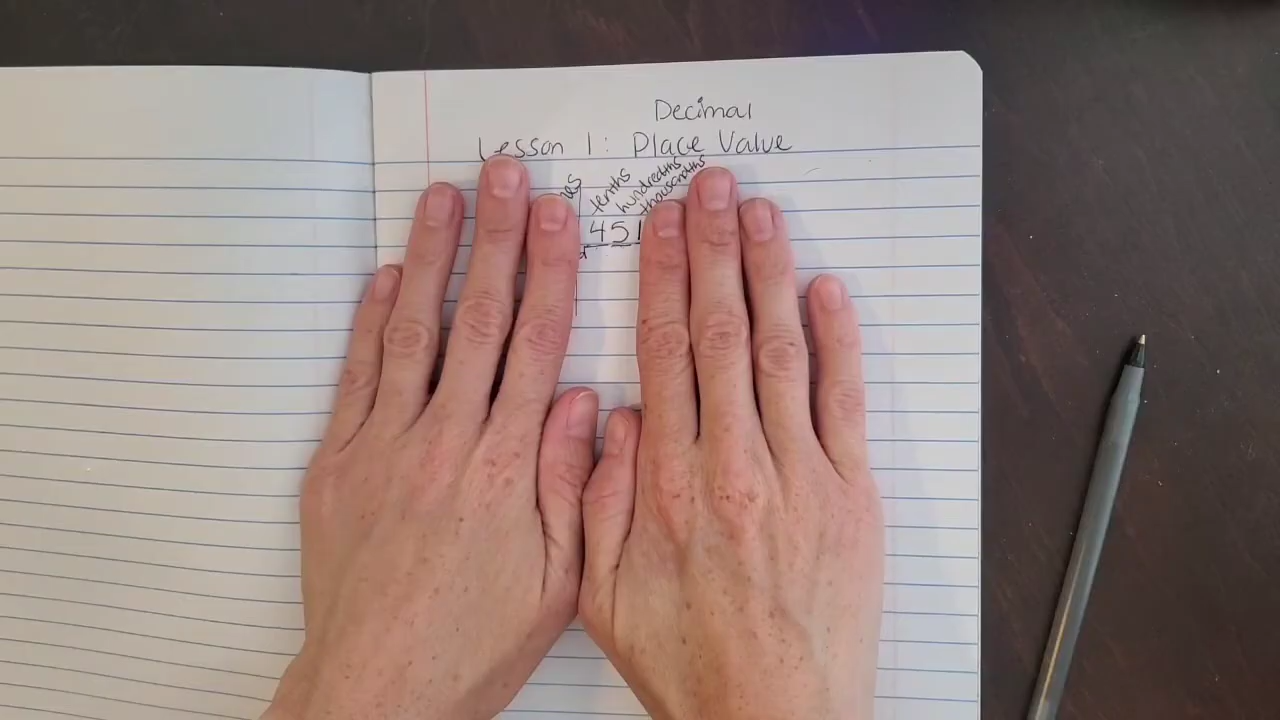 Decimal
Lesson 1: Place Value
tenths
hundredths
thousandths
451